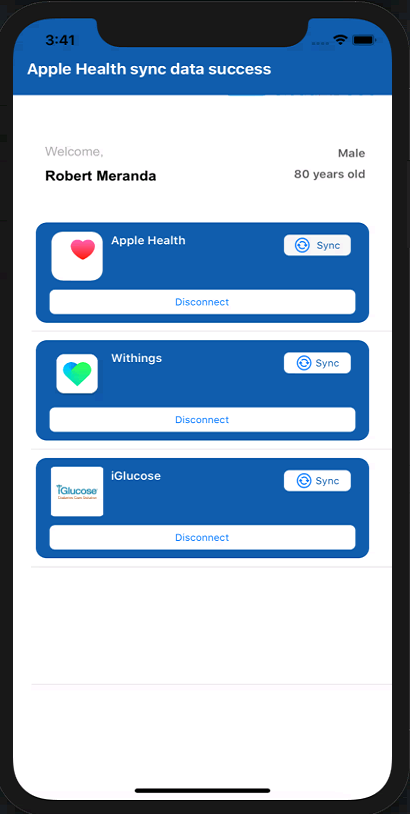 3:41
Apple Health sync data success
Welcome,
Male
Robert Meranda
80 years old
Apple Health
Sync
Disconnect
Withings
Sync
Disconnect
iGlucose
iGlucose
Sync
Disconnect